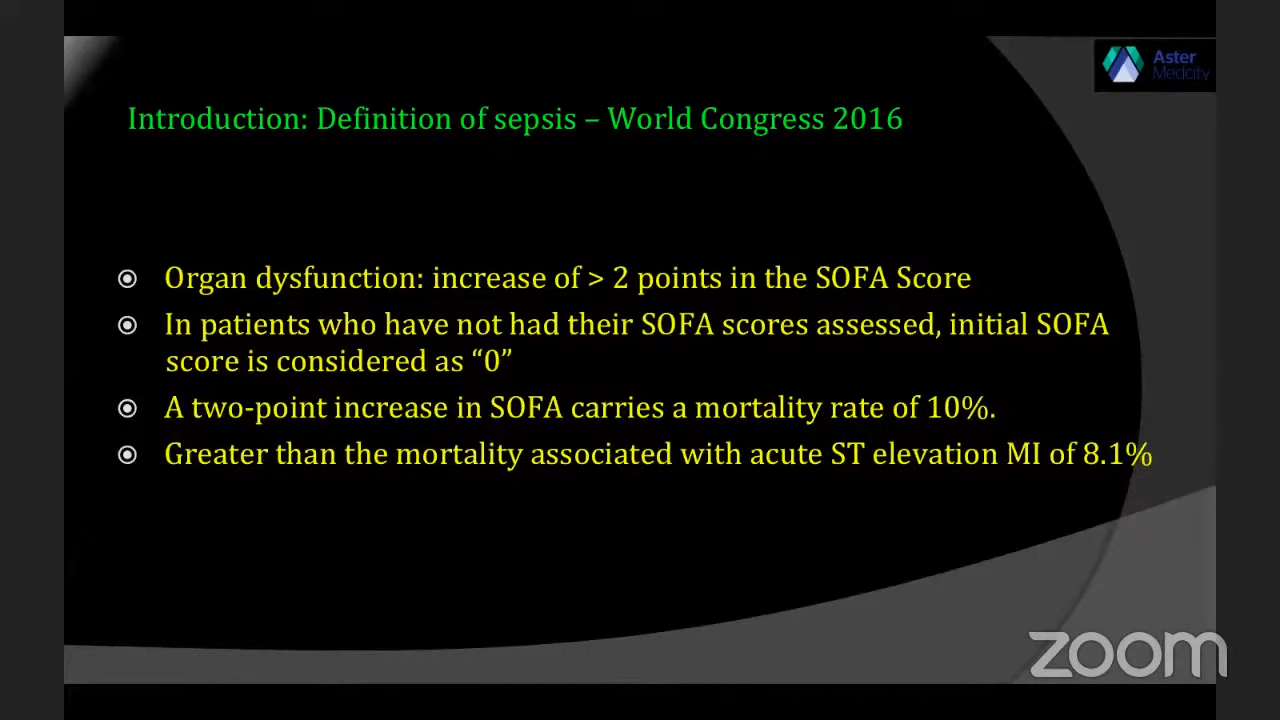 Aster
Medcity
Introduction: Definition of sepsis – World Congress 2016
Organ dysfunction: increase of > 2 points in the SOFA Score
In patients who have not had their SOFA scores assessed, initial SOFA
score is considered as “0”
A two-point increase in SOFA carries a mortality rate of 10%.
Greater than the mortality associated with acute ST elevation MI of 8.1%
zoom